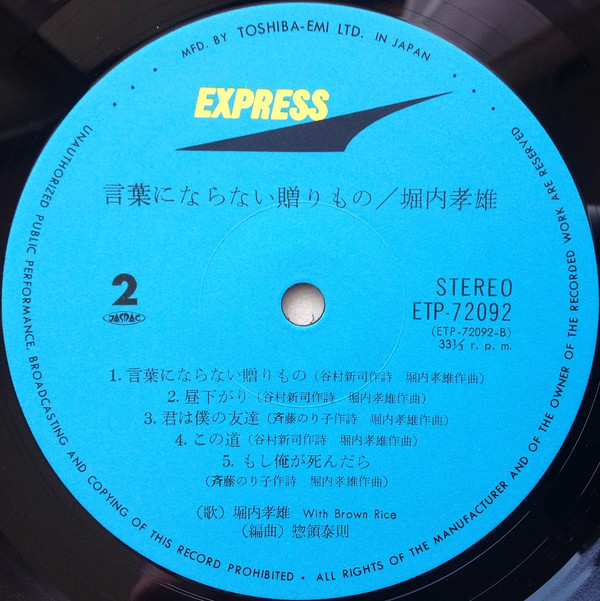 MFD. BY TOSHIBA-EMI LTD. IN JAPAN
EXPRESS
言葉にならない贈りもの／堀内孝雄
2
JASRAC
STEREO
ETP-72092
(ETP-72092-B)
33⅓ r. p. m.
1. 言葉にならない贈りもの (谷村新司作詩 堀内孝雄作曲)
2. 昼下がり (谷村新司作詩 堀内孝雄作曲)
3. 君は僕の友達 (斉藤のり子作詩 堀内孝雄作曲)
4. この道 (谷村新司作詩 堀内孝雄作曲)
5. もし俺が死んだら
(斉藤のり子作詩 堀内孝雄作曲)
(歌) 堀内孝雄 With Brown Rice
(編曲) 惣領泰則
UNAUTHORIZED PUBLIC PERFORMANCE, BROADCASTING AND COPYING OF THIS RECORD PROHIBITED • ALL RIGHTS OF THE MANUFACTURER AND OF THE OWNER OF THE RECORDED WORK ARE RESERVED